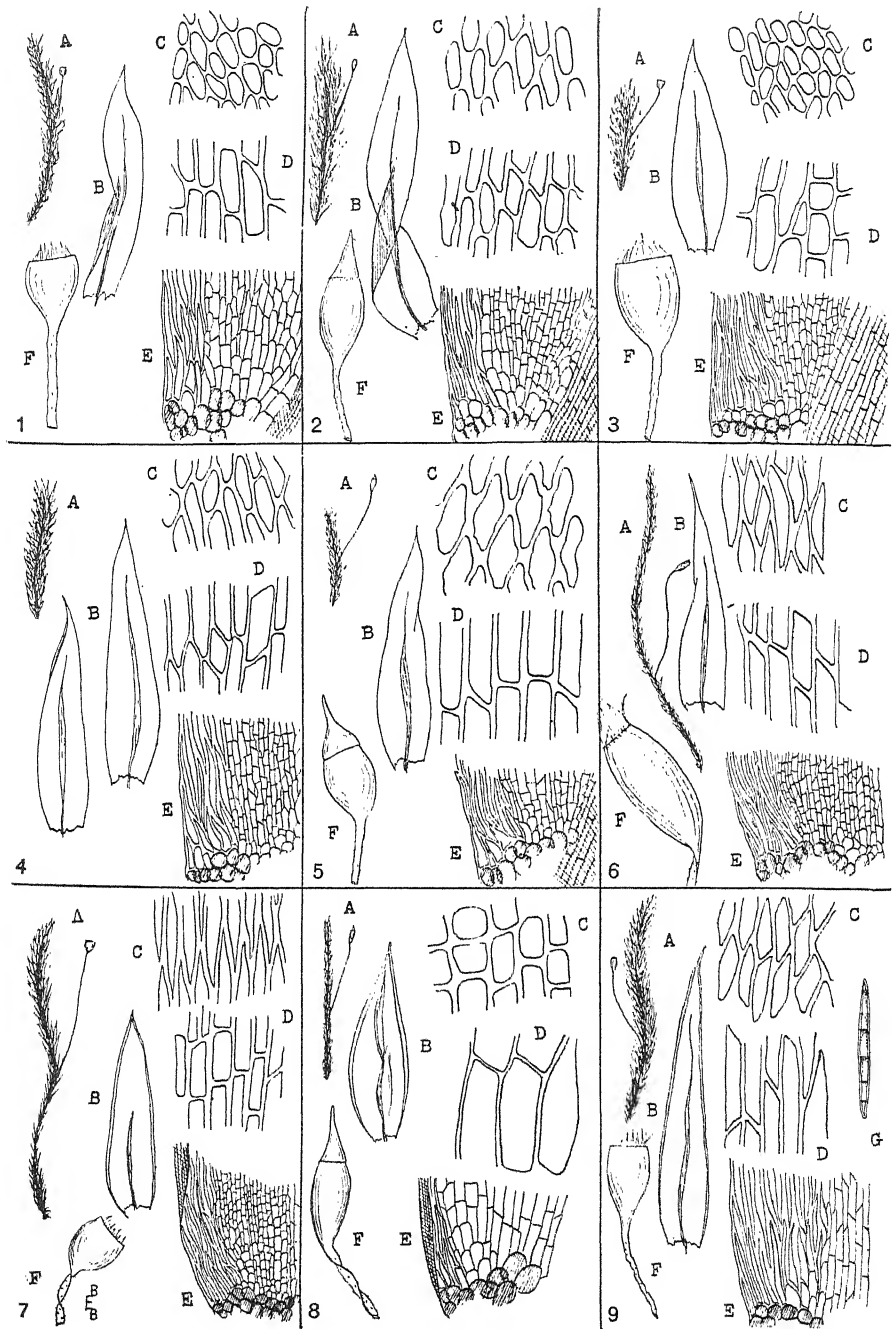 A C A C A C
B D B D B D
E F E F E F
1 2 3
A C A C A B C
B D B D D
E E F E F
4 5 6
A C A C A C
B D B D B D G
F E F E F E
B
E
B
7 8 9